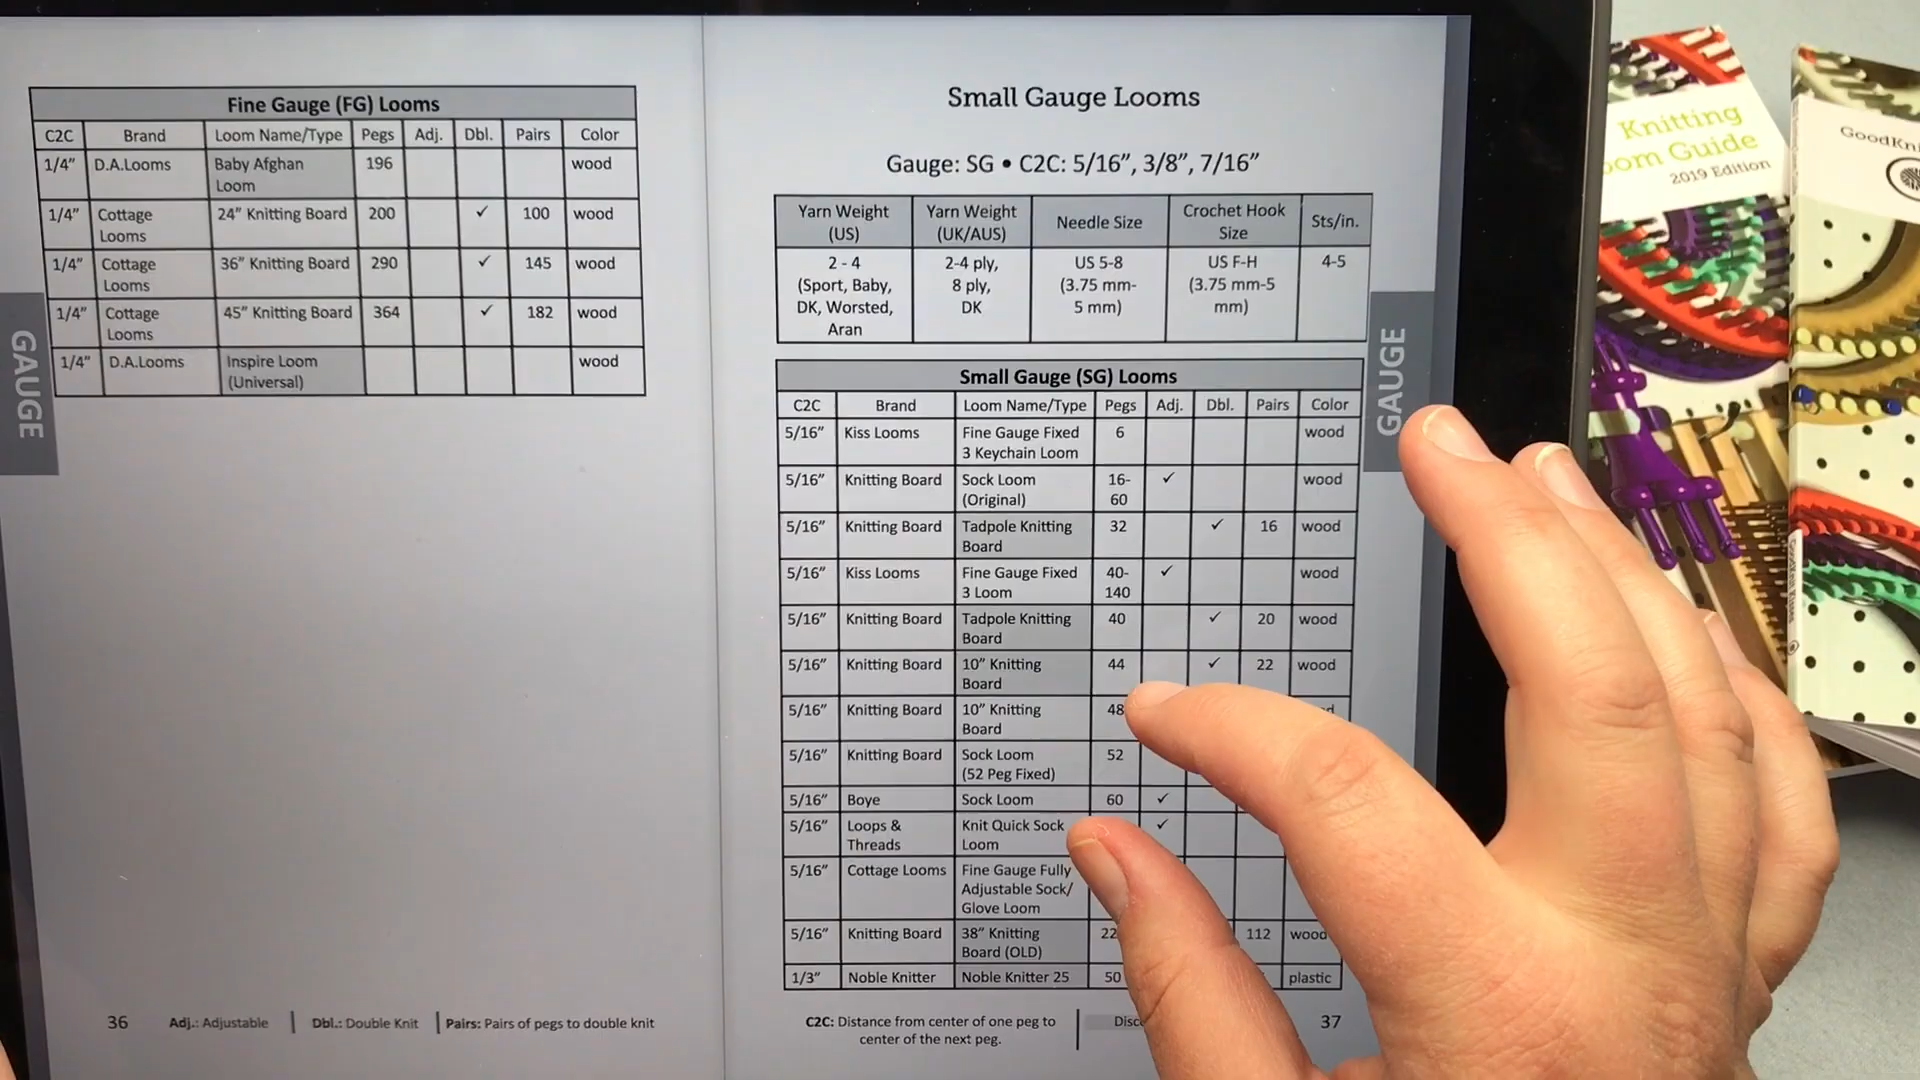 Fine Gauge (FG) Looms
C2C Brand Loom Name/Type Pegs Adj. Dbl. Pairs Color
1/4” D.A.Looms Baby Afghan 196 wood
Loom
1/4” Cottage 24” Knitting Board 200 ✓ 100 wood
Looms
1/4” Cottage 36” Knitting Board 290 ✓ 145 wood
Looms
1/4” Cottage 45” Knitting Board 364 ✓ 182 wood
Looms
1/4” D.A.Looms Inspire Loom wood
(Universal)
GAUGE
36 Adj.: Adjustable Dbl.: Double Knit Pairs: Pairs of pegs to double knit
Small Gauge Looms
Gauge: SG • C2C: 5/16”, 3/8”, 7/16”
Yarn Weight Yarn Weight Needle Size Crochet Hook Sts/in.
(US) (UK/AUS) Size
2 - 4 2-4 ply, US 5-8 US F-H 4-5
(Sport, Baby, 8 ply, (3.75 mm- (3.75 mm-5
DK, Worsted, DK 5 mm) mm)
Aran
Small Gauge (SG) Looms
C2C Brand Loom Name/Type Pegs Adj. Dbl. Pairs Color
5/16” Kiss Looms Fine Gauge Fixed 6 wood
3 Keychain Loom
5/16” Knitting Board Sock Loom 16- ✓ wood
(Original) 60
5/16” Knitting Board Tadpole Knitting 32 ✓ 16 wood
Board
5/16” Kiss Looms Fine Gauge Fixed 40- ✓ wood
3 Loom 140
5/16” Knitting Board Tadpole Knitting 40 ✓ 20 wood
Board
5/16” Knitting Board 10” Knitting 44 ✓ 22 wood
Board
5/16” Knitting Board 10” Knitting 48
Board
5/16” Knitting Board Sock Loom 52
(52 Peg Fixed)
5/16” Boye Sock Loom 60 ✓
5/16” Loops & Knit Quick Sock ✓
Threads Loom
5/16” Cottage Looms Fine Gauge Fully
Adjustable Sock/
Glove Loom
5/16” Knitting Board 38” Knitting 112 wood
Board (OLD)
1/3” Noble Knitter Noble Knitter 25 50 plastic
GAUGE
C2C: Distance from center of one peg to
center of the next peg.
37
Knitting
Guide
2019 Edition